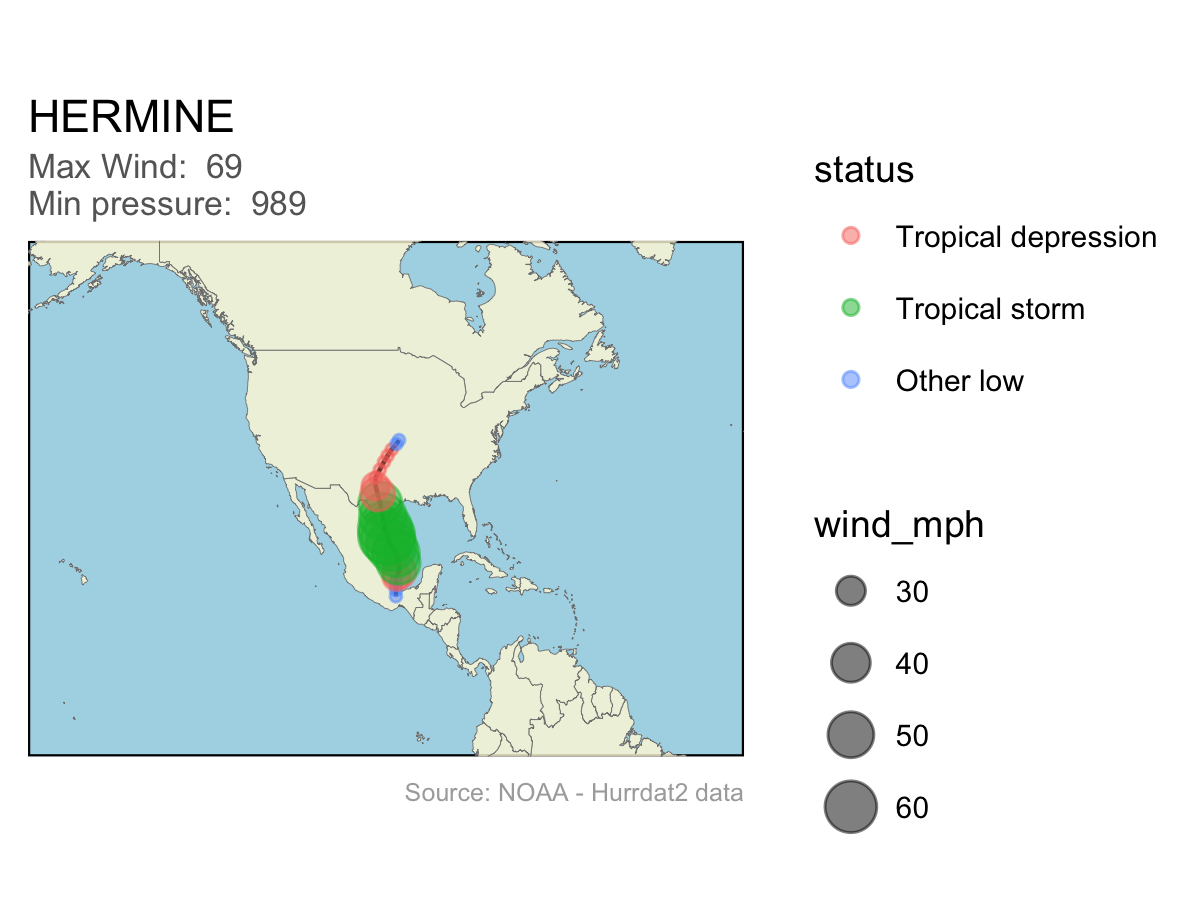 HERMINE
Max Wind:  69
Min pressure:  989
status
Tropical depression
Tropical storm
Other low
wind_mph
30
40
50
60
Source: NOAA - Hurrdat2 data